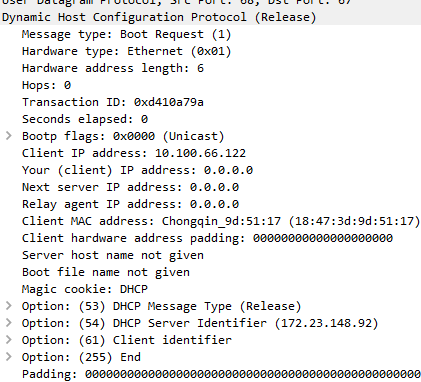 User Datagram Protocol, Src Port: 68, Dst Port: 67
Dynamic Host Configuration Protocol (Release)
Message type: Boot Request (1)
Hardware type: Ethernet (0x01)
Hardware address length: 6
Hops: 0
Transaction ID: 0xd410a79a
Seconds elapsed: 0
Bootp flags: 0x0000 (Unicast)
Client IP address: 10.100.66.122
Your (client) IP address: 0.0.0.0
Next server IP address: 0.0.0.0
Relay agent IP address: 0.0.0.0
Client MAC address: Chongqin_9d:51:17 (18:47:3d:9d:51:17)
Client hardware address padding: 00000000000000000000
Server host name not given
Boot file name not given
Magic cookie: DHCP
Option: (53) DHCP Message Type (Release)
Option: (54) DHCP Server Identifier (172.23.148.92)
Option: (61) Client identifier
Option: (255) End
Padding: 000000000000000000000000000000000000000000000000